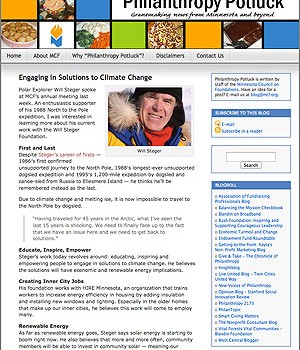 Philanthropy Potluck
Grantmaking news from Minnesota and beyond
Home
About MCF
Why "Philanthropy Potluck"?
Disclaimers
Contact Us
Engaging in Solutions to Climate Change
Polar Explorer Will Steger spoke
at MCF's annual meeting last
week. An enthusiastic supporter
of his 1988 North to the Pole
expedition, I was interested in
learning more about his current
work with the Will Steger
Foundation.
Will Steger
First and Last
Despite Steger's career of firsts —
1986's first confirmed
unsupported journey to the North Pole, 1988's longest-ever unsupported
dogsled expedition and 1995's 1,200-mile expedition by dogsled and
canoe-sled from Russia to Ellesmere Island — he thinks he'll be
remembered instead as the last.
Due to climate change and melting ice, it is now impossible to travel
to the North Pole by dogsled.
"Having traveled for 45 years in the Arctic, what I've seen the
last 15 years is shocking. We need to finally face up to the fact
that we have an issue here and we need to get back to
solutions."
Educate, Inspire, Empower
Steger's work today revolves around: educating, inspiring and
empowering people to engage in solutions to climate change. He believes
the solutions will have economic and renewable energy implications.
Creating Inner City Jobs
His foundation works with HIRE Minnesota, an organization that trains
workers to increase energy efficiency in housing by adding insulation
and installing new windows and lighting. Especially in the older homes
that make up our inner cities, he believes this work will continue to employ
many.
Renewable Energy
As far as renewable energy goes, Steger says solar energy is starting to
boom right now. He also believes that more and more often, community
members will be able to invest in community solar — meaning
Philanthropy Potluck is written by staff
of the Minnesota Council on
Foundations. Have an idea for a
post? E-mail us at blog@mcf.org.
SUBSCRIBE TO THIS BLOG
E-mail
Subscribe in a reader
Search
BLOGROLL
Association of Fundraising
Professionals Blog
Balancing the Mission Checkbook
Blandin on Broadband
Bush Foundation: Inspiring and
Supporting Courageous Leadership
Economic Turmoil and Change
Endowment Fund Roundtable
Getting to the Point: Kapin
Non-Profit Marketing Blog
Give & Take - The Chronicle of
Philanthropy
Knightblog
Live United Blog - Twin Cities
United Way
New Voices of Philanthropy
Opinion Blog - Stanford Social
Innovation Review
Philanthropy 2173
PhilanTopic
Smart Giving Matters
The Nonprofit Consultant Blog
Vital Forests Vital Communities -
Blandin Foundation